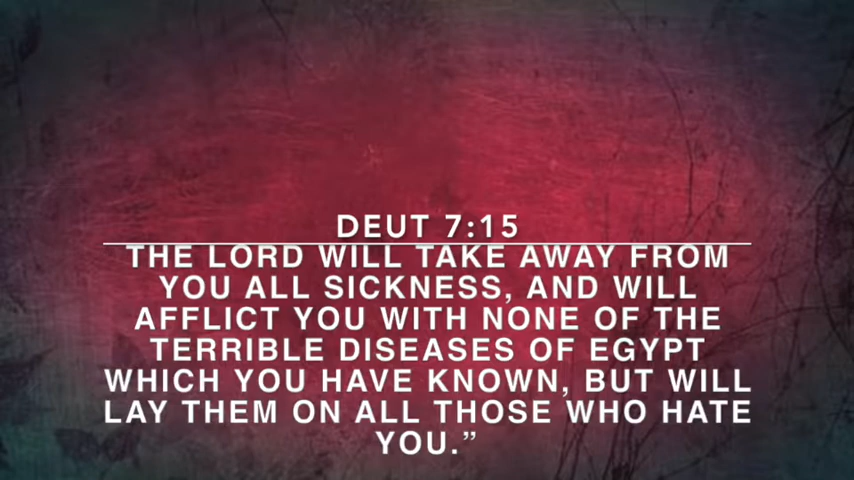 DEUT 7:15
THE LORD WILL TAKE AWAY FROM
YOU ALL SICKNESS, AND WILL
AFFLICT YOU WITH NONE OF THE
TERRIBLE DISEASES OF EGYPT
WHICH YOU HAVE KNOWN, BUT WILL
LAY THEM ON ALL THOSE WHO HATE
YOU.”